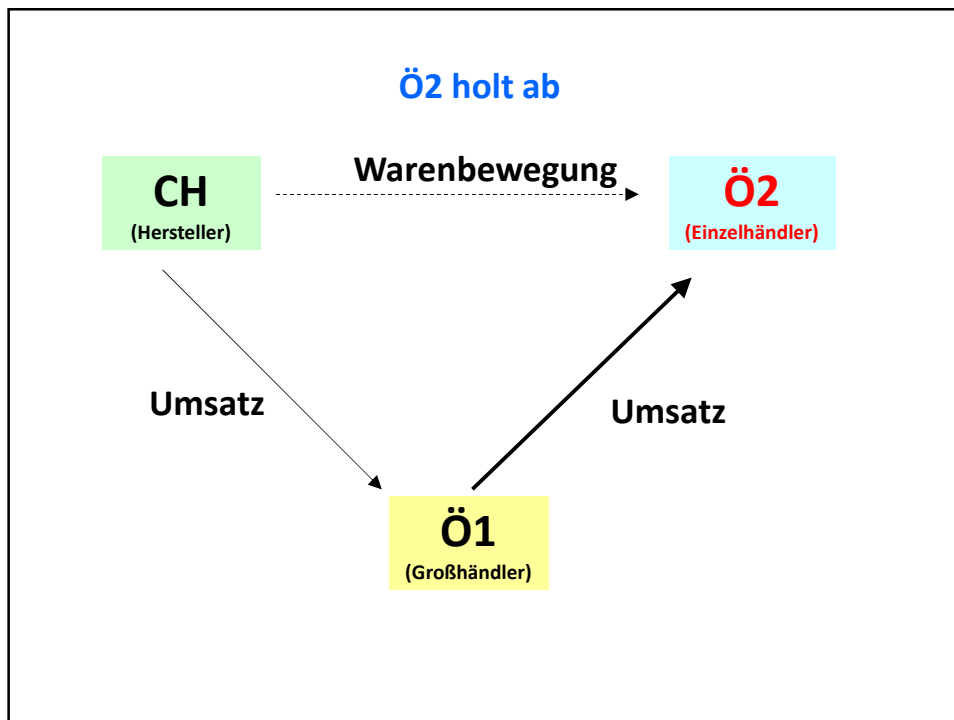 Ö2 holt ab
Warenbewegung
CH
(Hersteller)
Ö2
(Einzelhändler)
Umsatz
Umsatz
Ö1
(Großhändler)